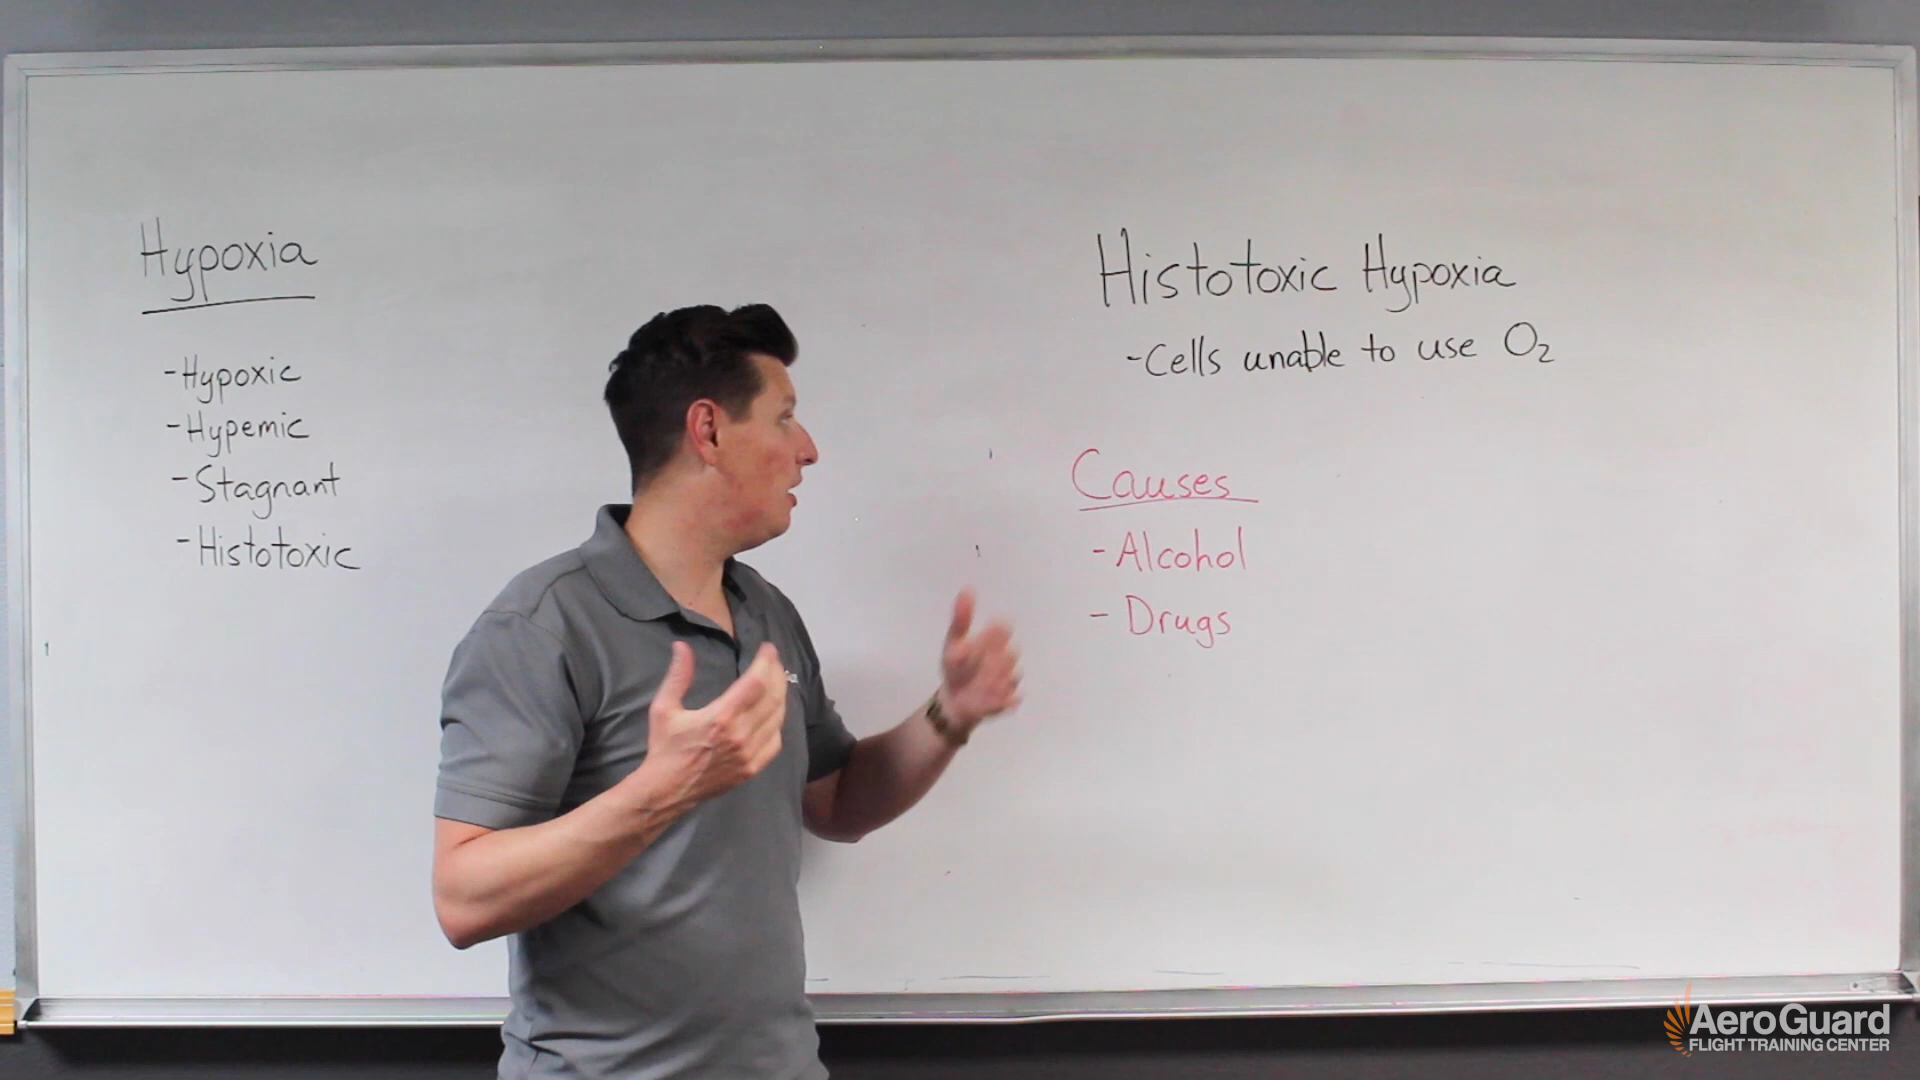 Hypoxia
-Hypoxic
-Hypemic
-Stagnant
-Histotoxic
Histotoxic Hypoxia
-Cells unable to use O₂
Causes
-Alcohol
- Drugs
AeroGuard
FLIGHT TRAINING CENTER